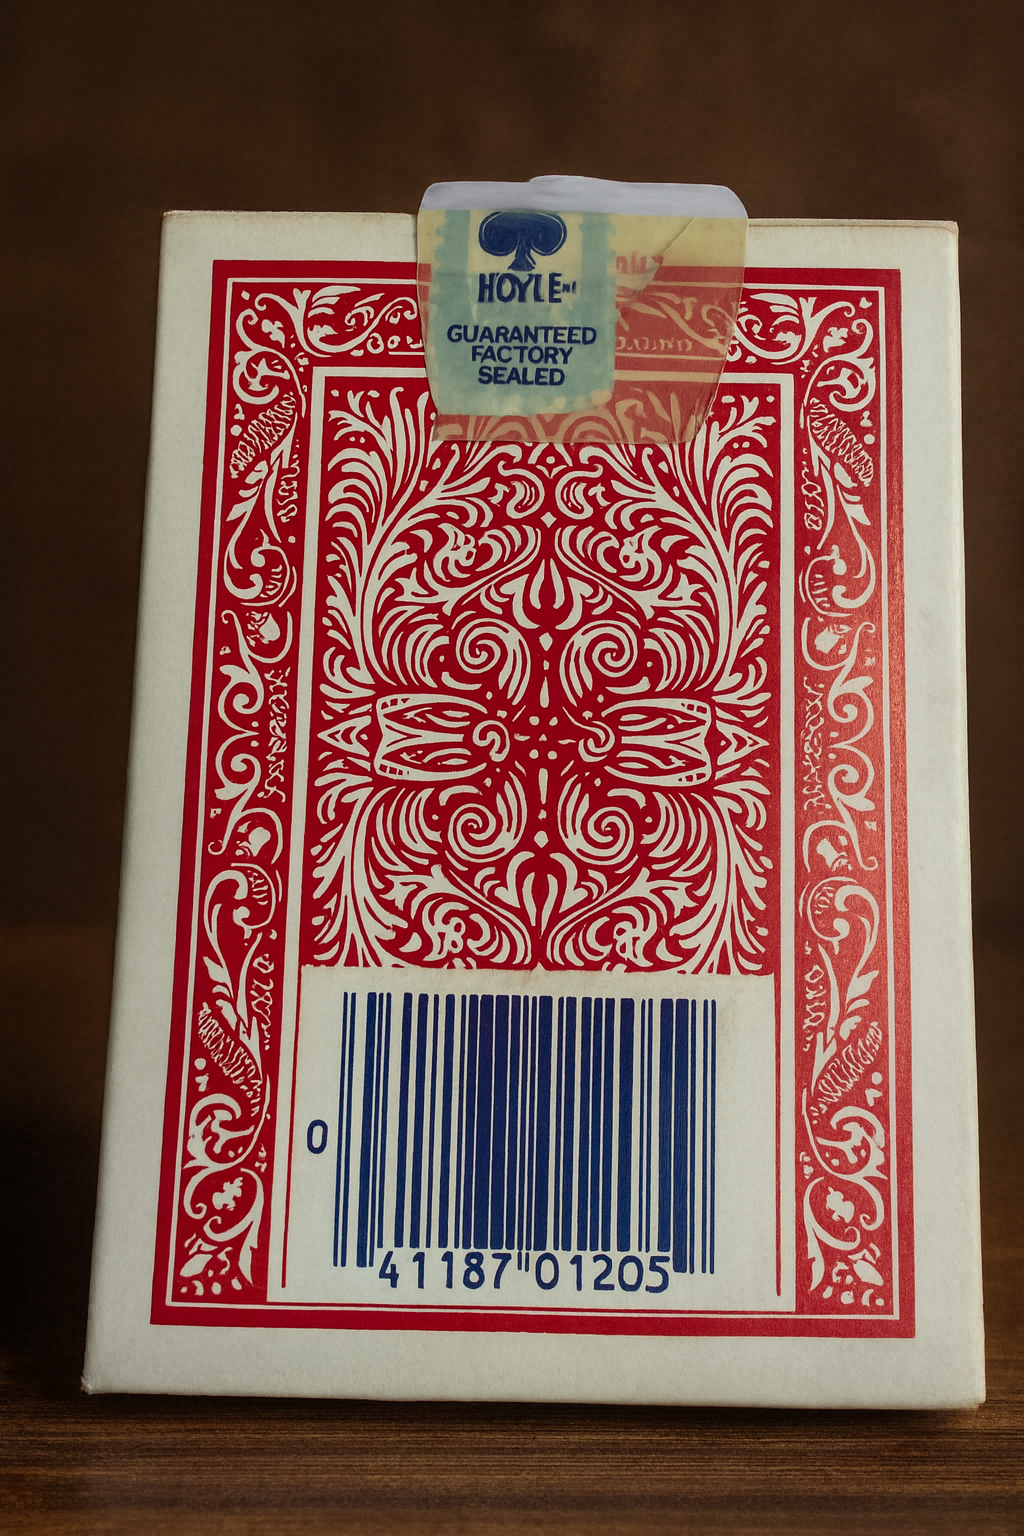 HOYLE
GUARANTEED
FACTORY
SEALED
0
41187 01205